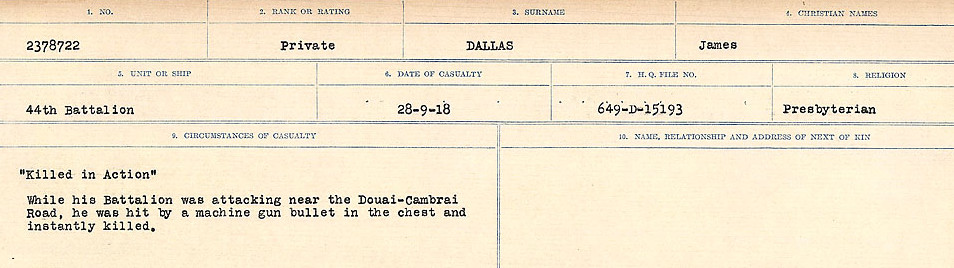 1. NO. 2. RANK OR RATING 3. SURNAME 4. CHRISTIAN NAMES
2378722 Private DALLAS James
5. UNIT OR SHIP 6. DATE OF CASUALTY 7. H. Q. FILE NO. 8. RELIGION
44th Battalion 28-9-18 649-D-15193 Presbyterian
9. CIRCUMSTANCES OF CASUALTY 10. NAME, RELATIONSHIP AND ADDRESS OF NEXT OF KIN
"Killed in Action"
While his Battalion was attacking near the Douai-Cambrai
Road, he was hit by a machine gun bullet in the chest and
instantly killed.